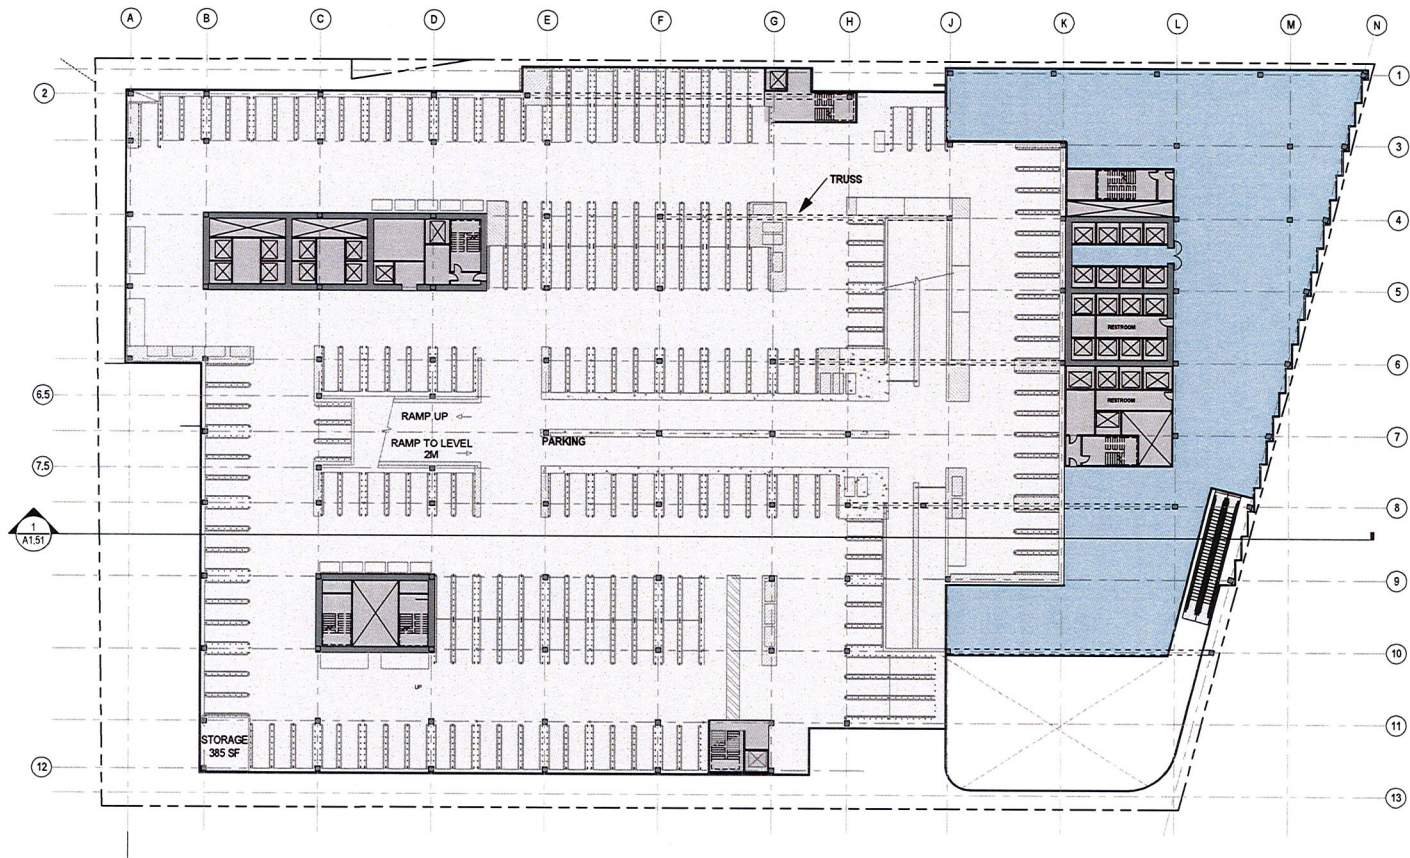 A B C D E F G H J K L M N
1
2
3
TRUSS
4
5
RESTROOM
6
6.5
RESTROOM
RAMP UP
RAMP TO LEVEL
2M
PARKING
7
7.5
8
1
A1.51
9
10
UP
11
STORAGE
385 SF
12
13